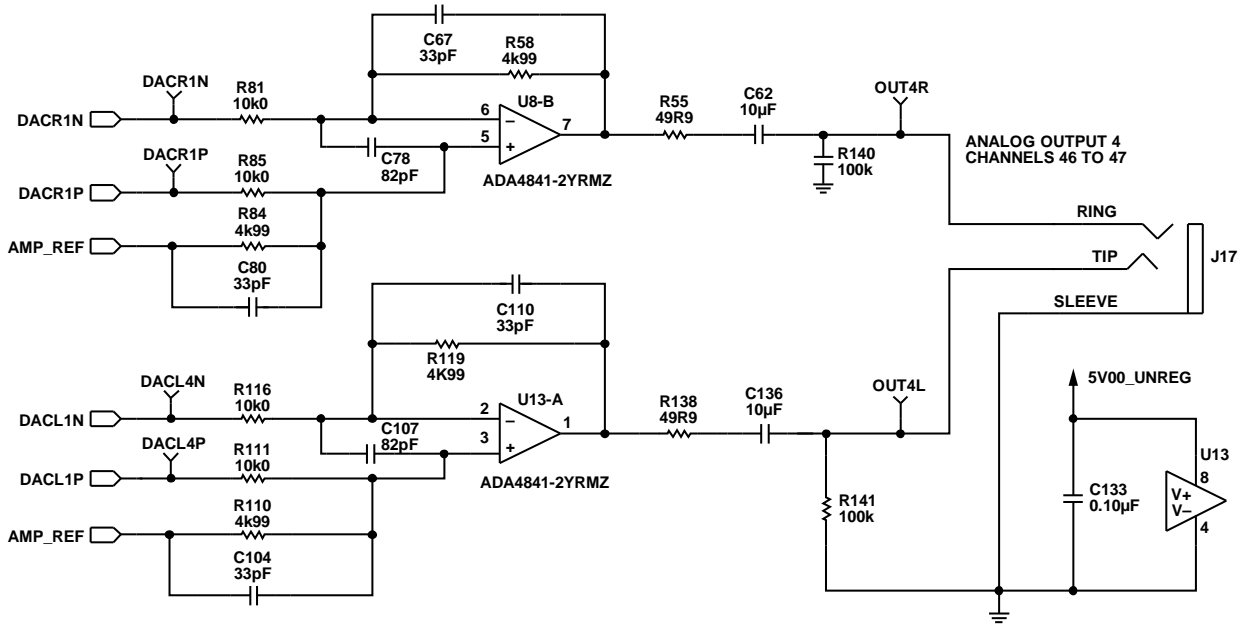 C67
33pF
R58
4k99
DACR1N
R81
10k0
DACR1N
6
–
5
+
U8-B
7
C78
82pF
ADA4841-2YRMZ
R55
49R9
C62
10µF
OUT4R
R140
100k
ANALOG OUTPUT 4
CHANNELS 46 TO 47
DACR1P
R85
10k0
DACR1P
R84
4k99
AMP_REF
C80
33pF
RING
TIP
SLEEVE
J17
C110
33pF
R119
4K99
DACL4N
R116
10k0
DACL1N
2
–
3
+
U13-A
1
C107
82pF
ADA4841-2YRMZ
R138
49R9
C136
10µF
OUT4L
DACL4P
R111
10k0
DACL1P
R110
4k99
AMP_REF
C104
33pF
R141
100k
5V00_UNREG
C133
0.10µF
U13
8
V+
V–
4